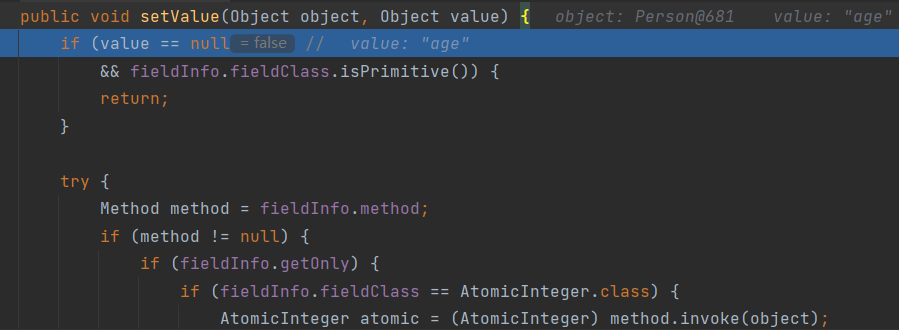 public void setValue(Object object, Object value) { object: Person@681 value: "age"
if (value == null = false // value: "age"
&& fieldInfo.fieldClass.isPrimitive()) {
return;
}
try {
Method method = fieldInfo.method;
if (method != null) {
if (fieldInfo.getOnly) {
if (fieldInfo.fieldClass == AtomicInteger.class) {
AtomicInteger atomic = (AtomicInteger) method.invoke(object);